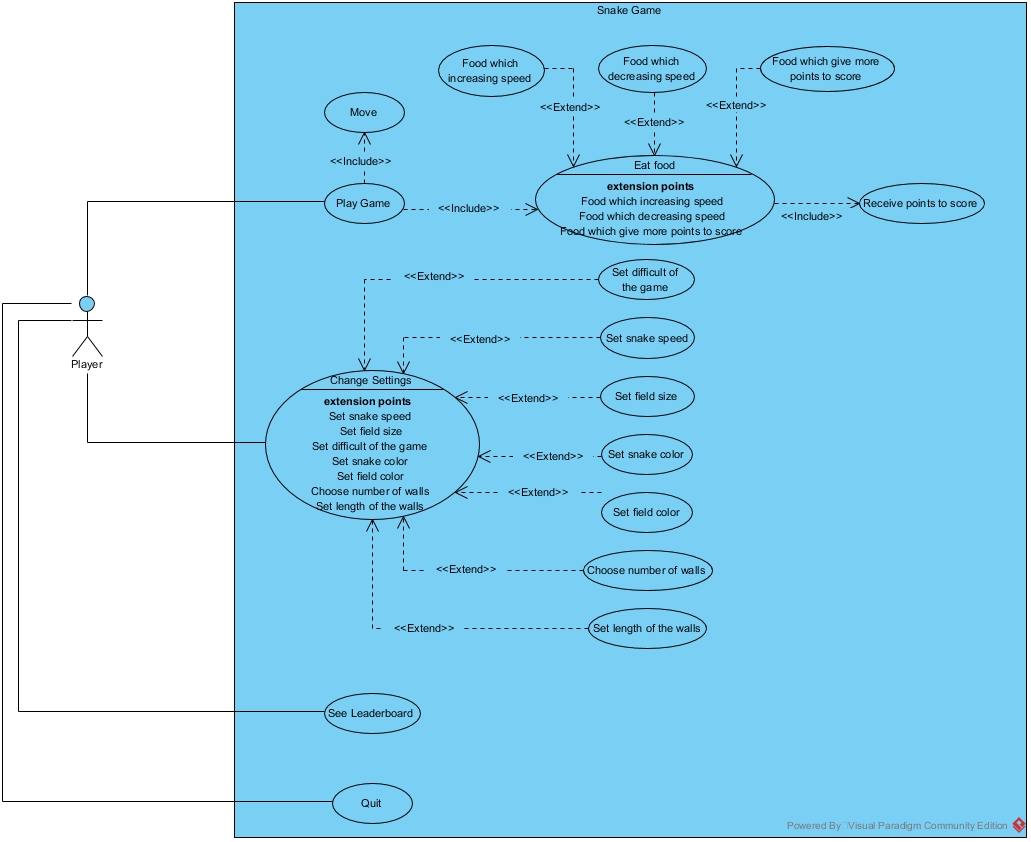 Snake Game
Food which
increasing speed
Food which
decreasing speed
Food which give more
points to score
<<Extend>>
<<Extend>>
<<Extend>>
Move
<<Include>>
Play Game
<<Include>>
Eat food
extension points
Food which increasing speed
Food which decreasing speed
Food which give more points to score
<<Include>>
Receive points to score
<<Extend>>
Set difficult of
the game
<<Extend>>
Set snake speed
Player
Change Settings
extension points
Set snake speed
Set field size
Set difficult of the game
Set snake color
Set field color
Choose number of walls
Set length of the walls
<<Extend>>
Set field size
<<Extend>>
Set snake color
<<Extend>>
Set field color
<<Extend>>
Choose number of walls
<<Extend>>
Set length of the walls
See Leaderboard
Quit
Powered By Visual Paradigm Community Edition